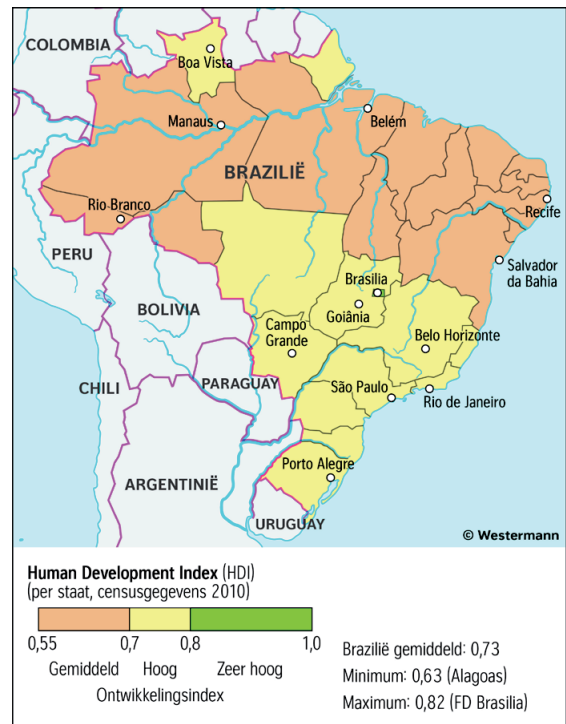 COLOMBIA
Boa Vista
Manaus
Belém
BRAZILIË
Recife
Rio Branco
PERU
Salvador
da Bahia
Brasilia
Goiânia
BOLIVIA
Campo
Grande
Belo Horizonte
CHILI
PARAGUAY
São Paulo
Rio de Janeiro
Porto Alegre
ARGENTINIË
URUGUAY
© Westermann
Human Development Index (HDI)
(per staat, censusgegevens 2010)
0,55 0,7 0,8 1,0
Gemiddeld Hoog Zeer hoog
Ontwikkelingsindex
Brazilië gemiddeld: 0,73
Minimum: 0,63 (Alagoas)
Maximum: 0,82 (FD Brasilia)